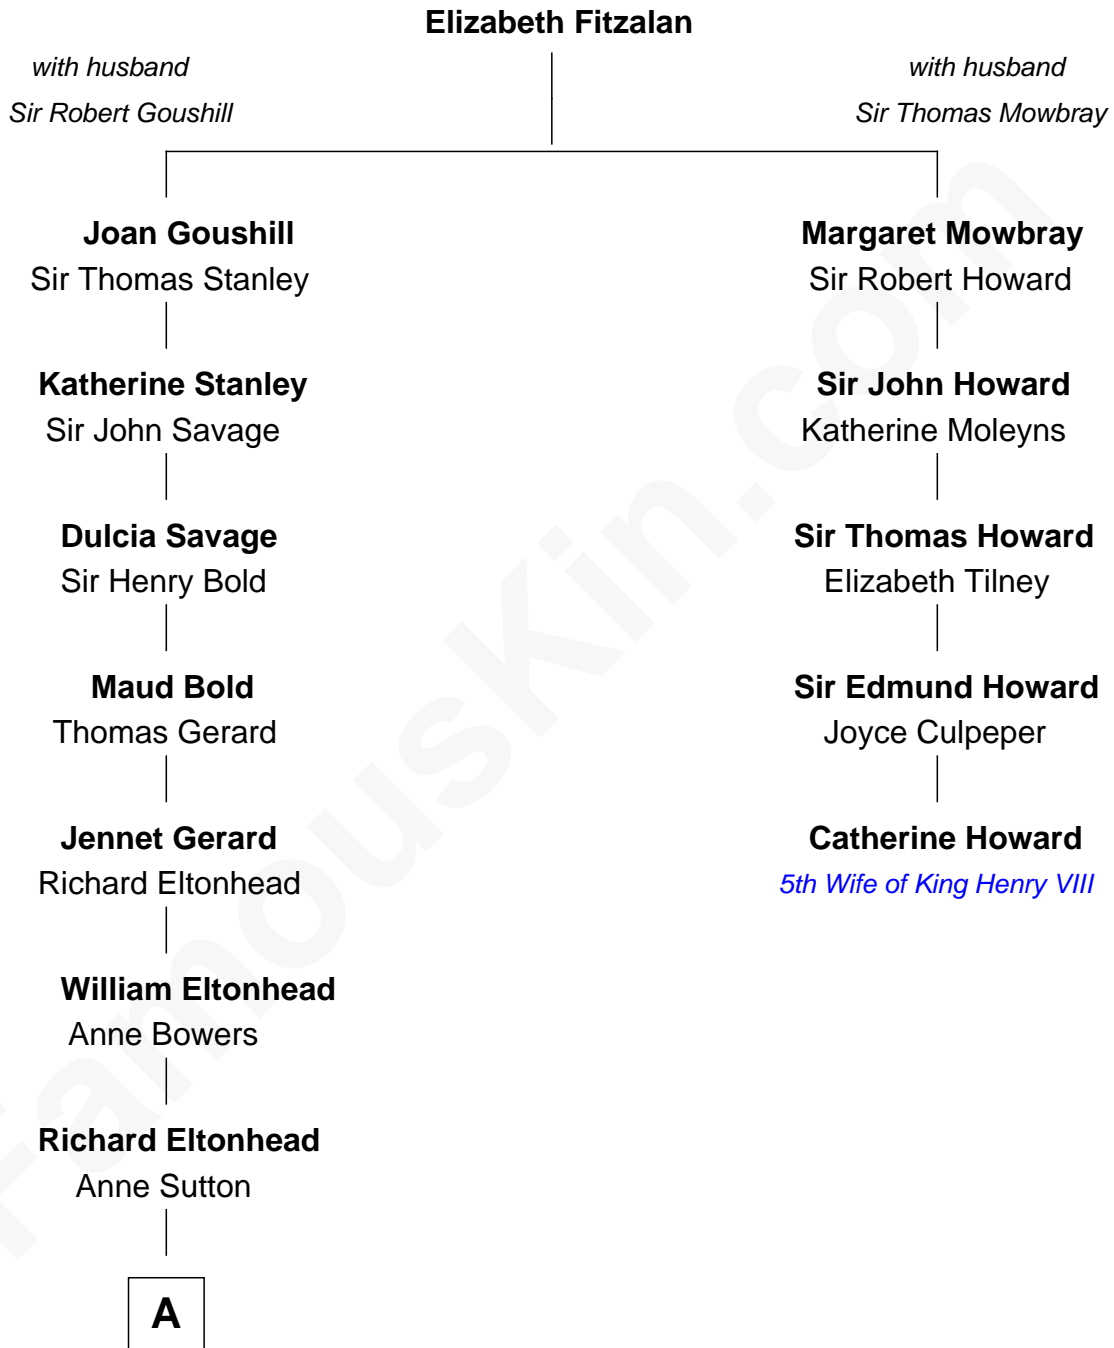 Elizabeth Fitzalan
with husband
Sir Robert Goushill
with husband
Sir Thomas Mowbray
Joan Goushill
Sir Thomas Stanley
Margaret Mowbray
Sir Robert Howard
Katherine Stanley
Sir John Savage
Sir John Howard
Katherine Moleyns
Dulcia Savage
Sir Henry Bold
Sir Thomas Howard
Elizabeth Tilney
Maud Bold
Thomas Gerard
Sir Edmund Howard
Joyce Culpeper
Jennet Gerard
Richard Eltonhead
Catherine Howard
5th Wife of King Henry VIII
William Eltonhead
Anne Bowers
Richard Eltonhead
Anne Sutton
A
FamousKin.com